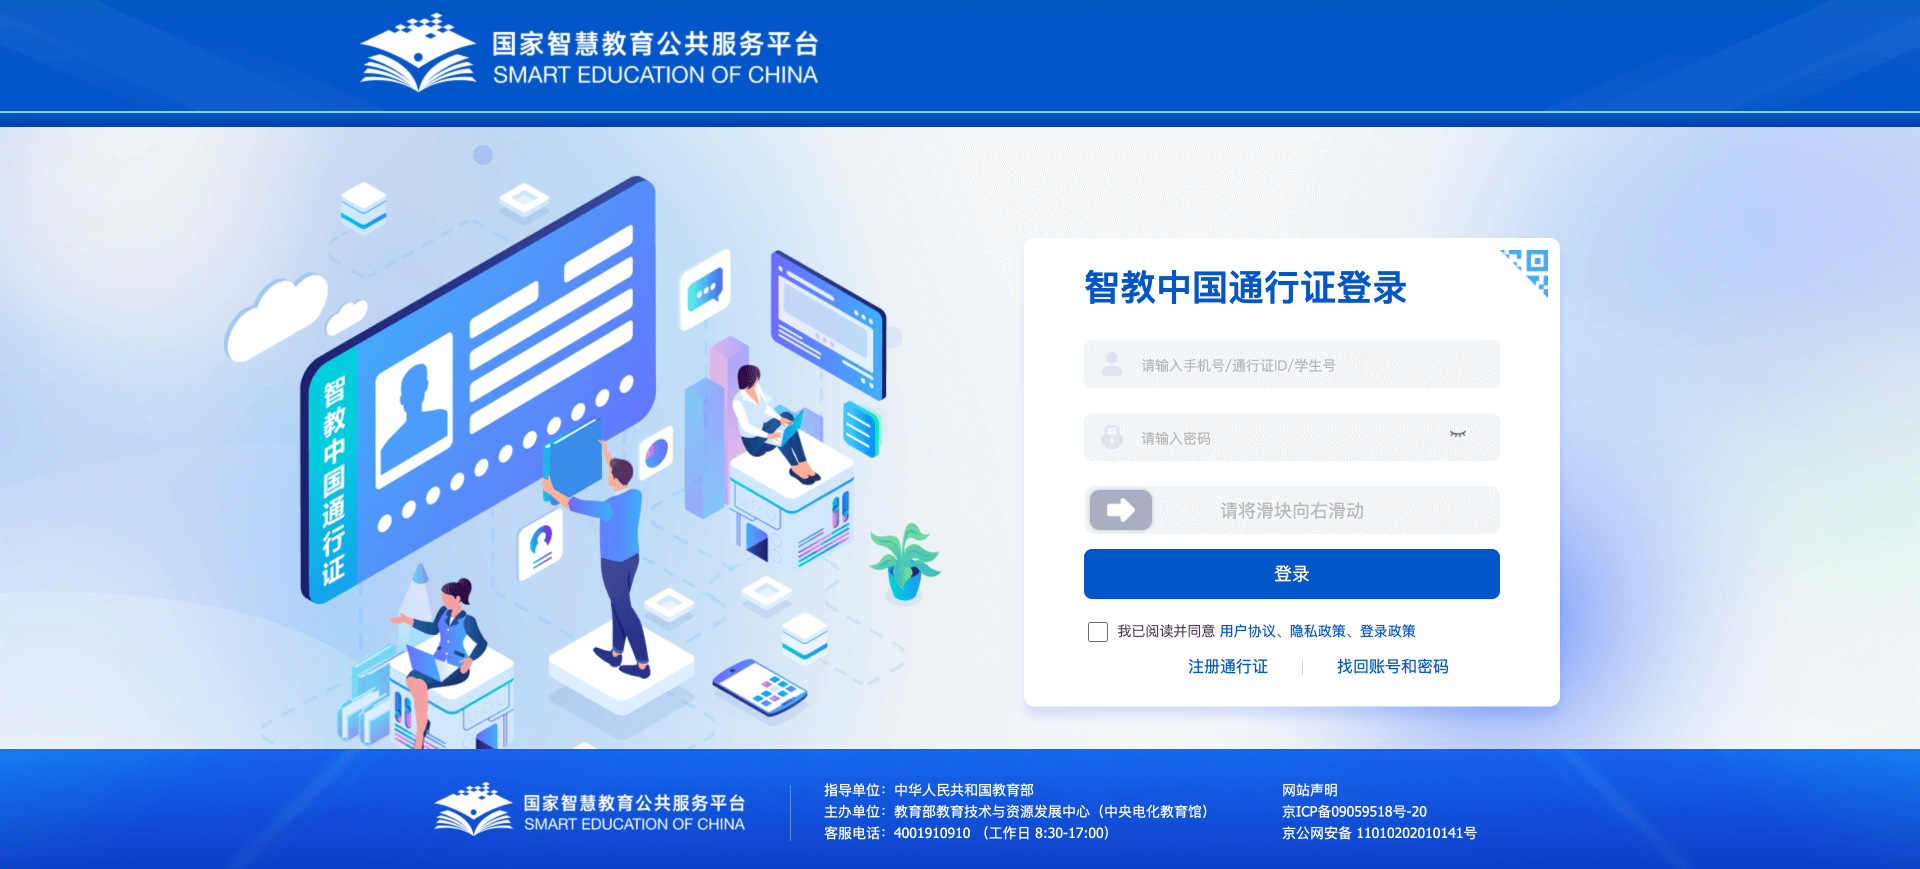 国家智慧教育公共服务平台
SMART EDUCATION OF CHINA
智教中国通行证
智教中国通行证登录
请输入手机号/通行证ID/学生号
请输入密码
请将滑块向右滑动
登录
我已阅读并同意 用户协议、隐私政策、登录政策
注册通行证
找回账号和密码
国家智慧教育公共服务平台
SMART EDUCATION OF CHINA
指导单位：中华人民共和国教育部
主办单位：教育部教育技术与资源发展中心（中央电化教育馆）
客服电话：4001910910 （工作日 8:30-17:00）
网站声明
京ICP备09059518号-20
京公网安备 11010202010141号